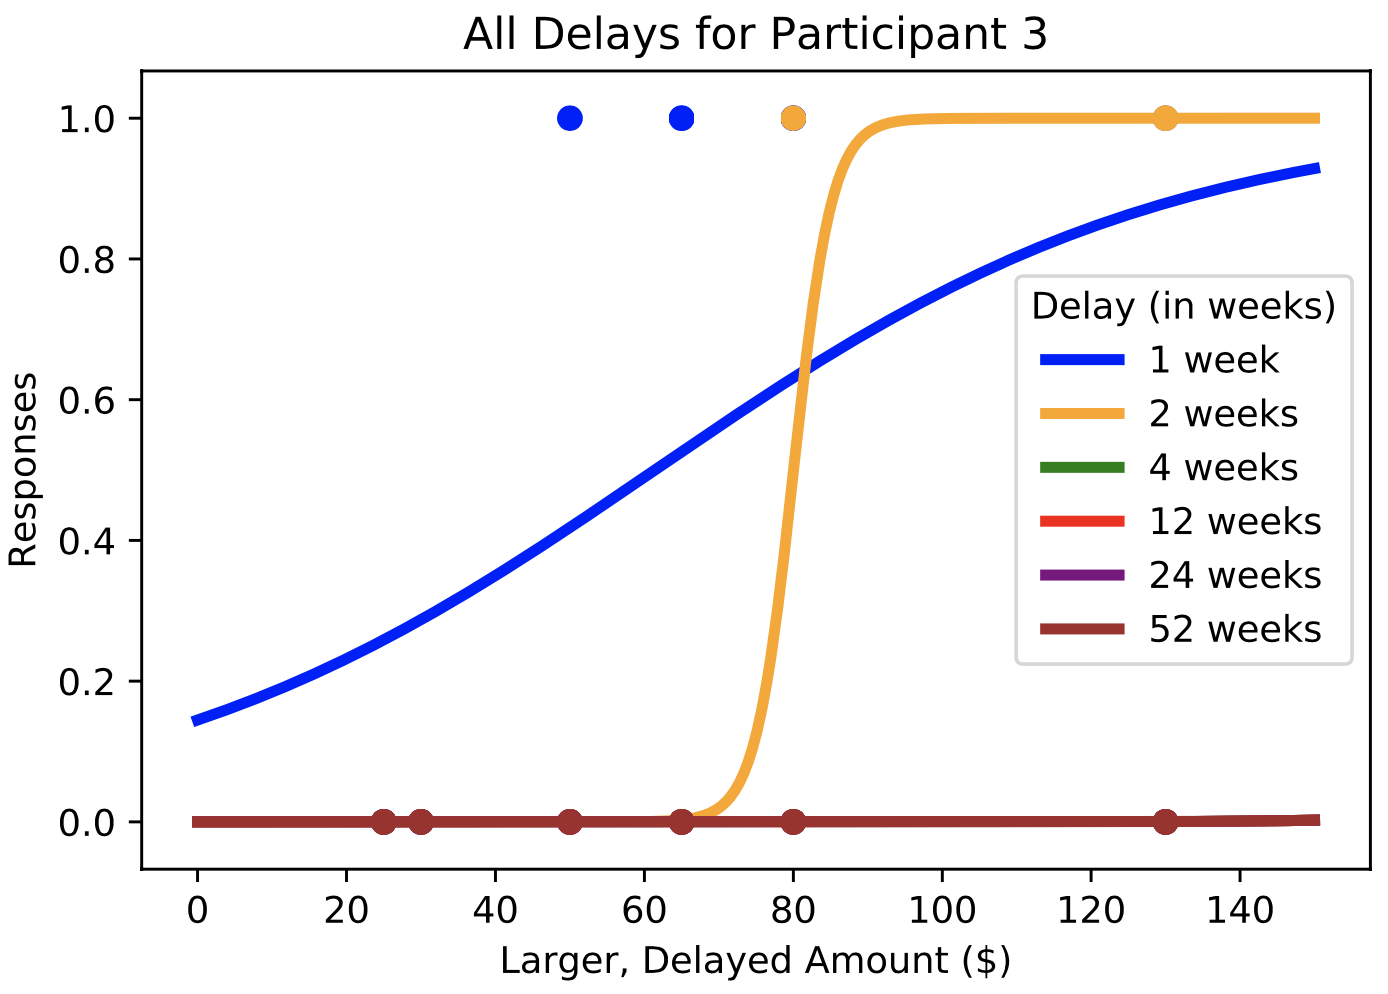 All Delays for Participant 3
1.0
0.8
0.6
0.4
0.2
0.0
Responses
Delay (in weeks)
1 week
2 weeks
4 weeks
12 weeks
24 weeks
52 weeks
0 20 40 60 80 100 120 140
Larger, Delayed Amount ($)